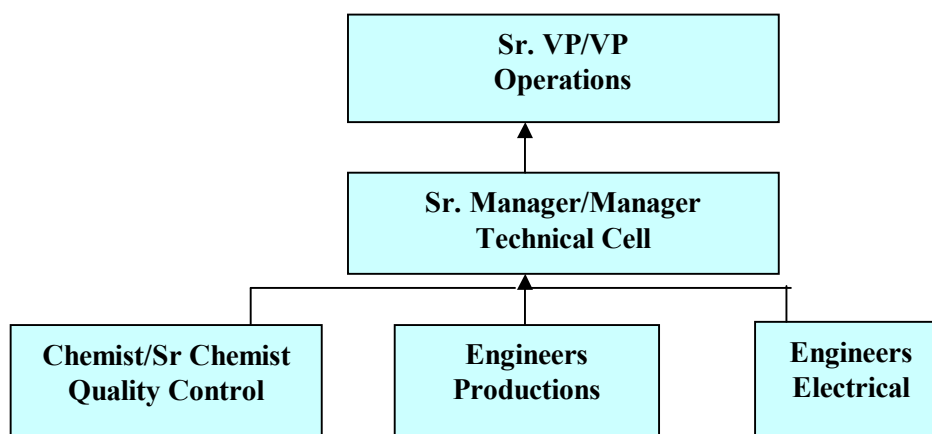 Sr. VP/VP
Operations
Sr. Manager/Manager
Technical Cell
Chemist/Sr Chemist
Quality Control
Engineers
Productions
Engineers
Electrical